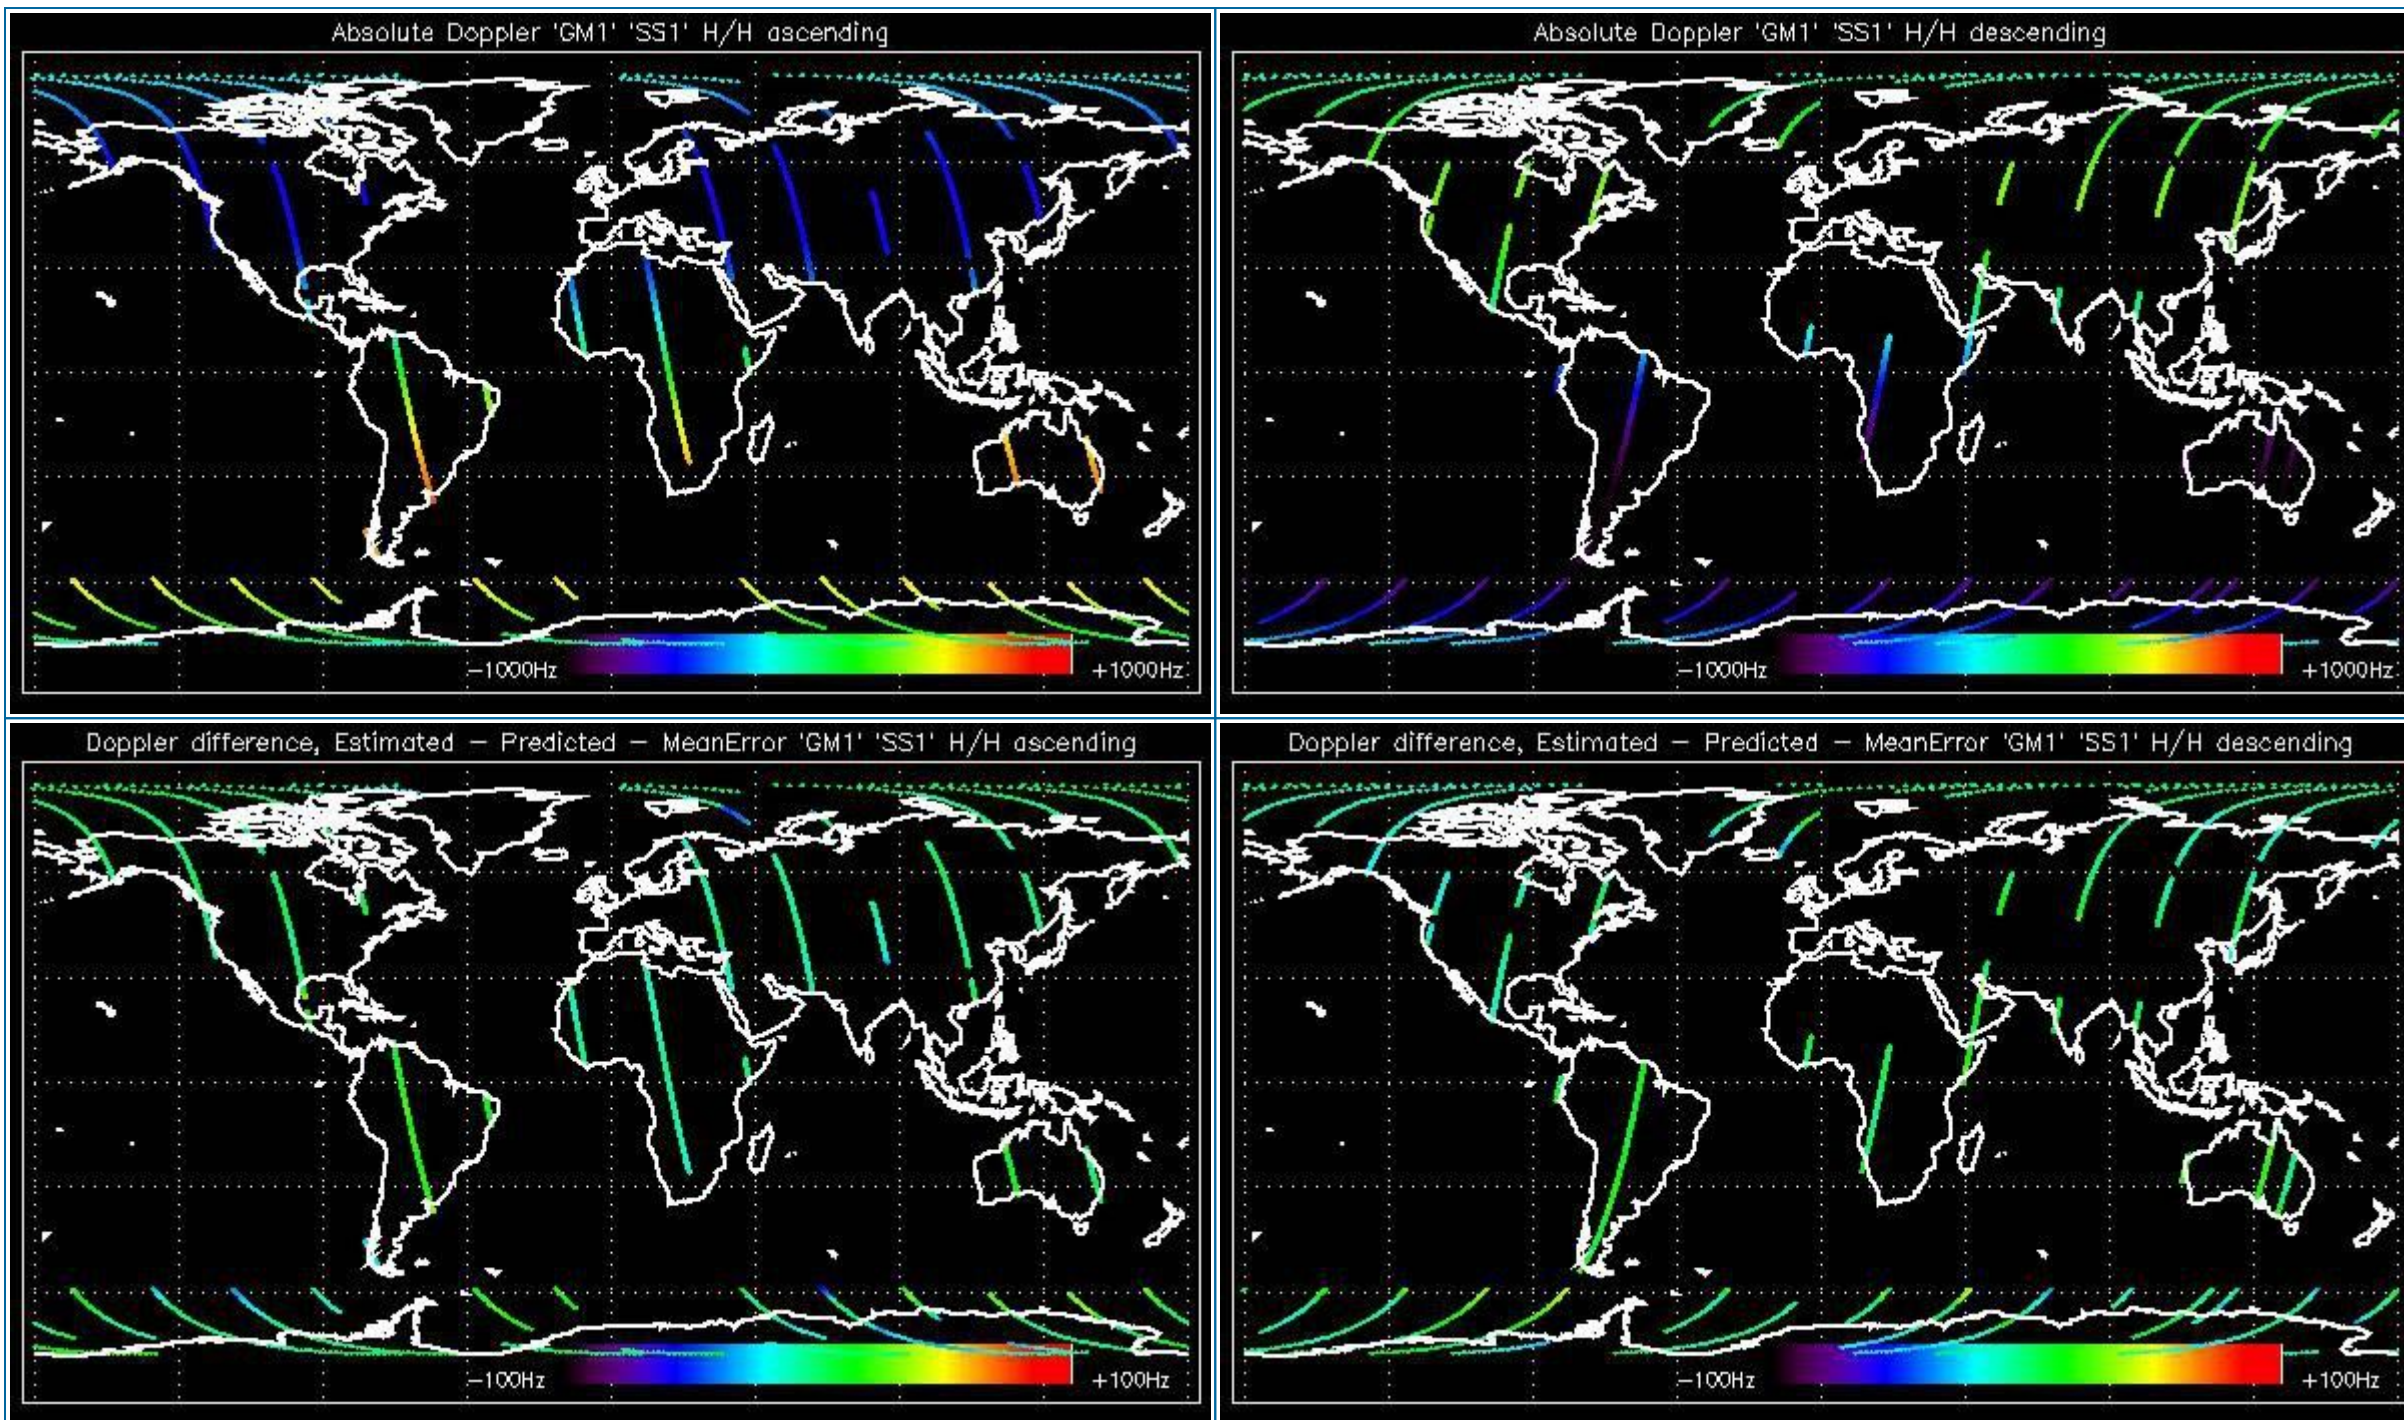 Absolute Doppler 'GM1' 'SS1' H/H ascending
-1000Hz +1000Hz
Absolute Doppler 'GM1' 'SS1' H/H descending
-1000Hz +1000Hz
Doppler difference, Estimated - Predicted - MeanError 'GM1' 'SS1' H/H ascending
-100Hz +100Hz
Doppler difference, Estimated - Predicted - MeanError 'GM1' 'SS1' H/H descending
-100Hz +100Hz